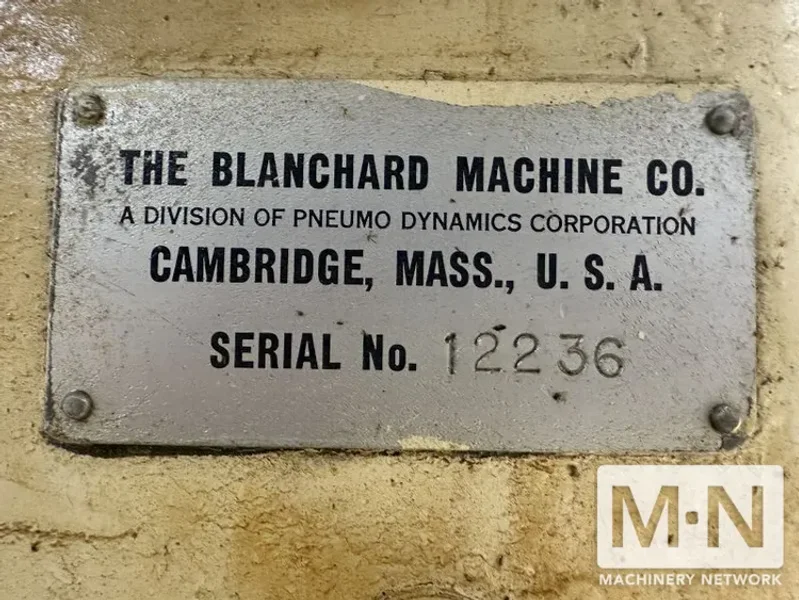 THE BLANCHARD MACHINE CO.
A DIVISION OF PNEUMO DYNAMICS CORPORATION
CAMBRIDGE, MASS., U. S. A.
SERIAL No. 12236
M·N
MACHINERY NETWORK